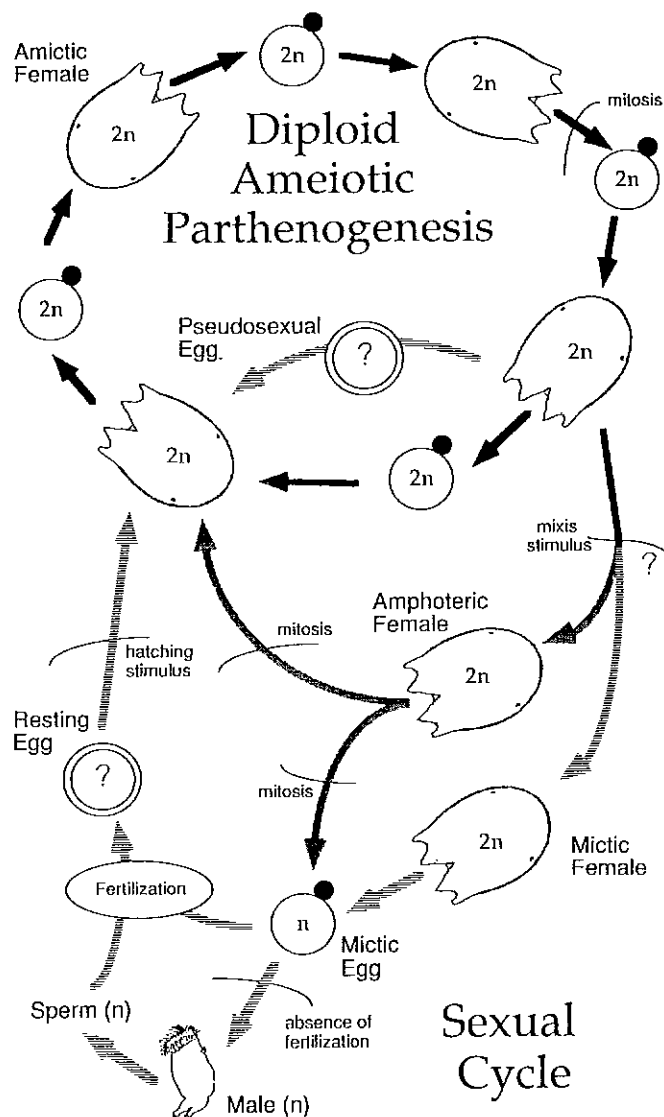 2n
Amictic
Female
2n
2n
mitosis
2n
Diploid
Ameiotic
Parthenogenesis
2n
Pseudosexual
Egg.
?
2n
2n
2n
mixis
stimulus
?
Amphoteric
Female
mitosis
hatching
stimulus
2n
Resting
Egg
?
mitosis
2n
Mictic
Female
Fertilization
n
Mictic
Egg
Sperm (n)
absence of
fertilization
Sexual
Cycle
Male (n)